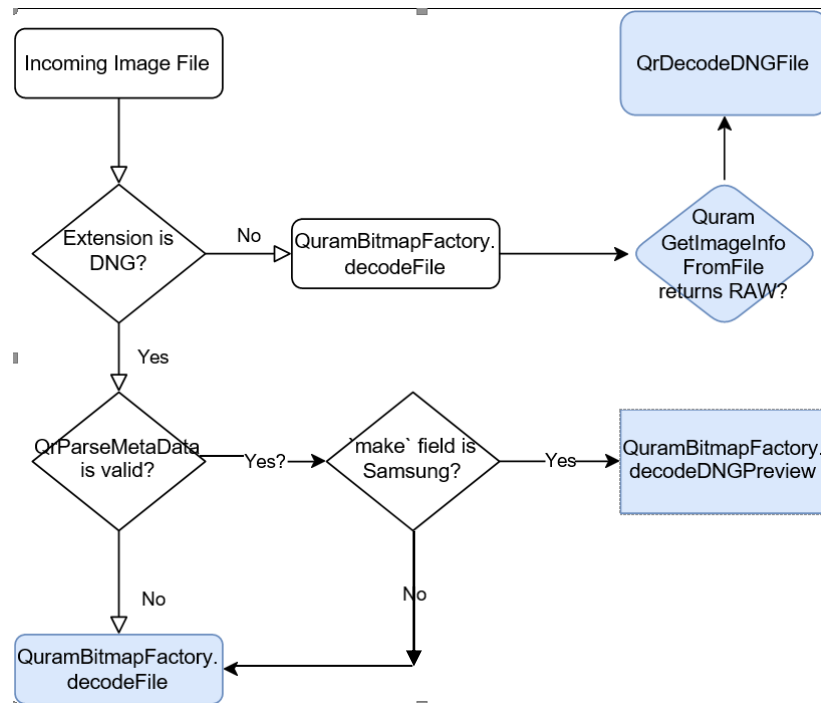 Incoming Image File
QrDecodeDNGFile
Extension is
DNG?
No
QuramBitmapFactory.
decodeFile
Quram
GetImageInfo
FromFile
returns RAW?
Yes
QrParseMetaData
is valid?
Yes?
`make` field is
Samsung?
Yes
QuramBitmapFactory.
decodeDNGPreview
No
No
QuramBitmapFactory.
decodeFile